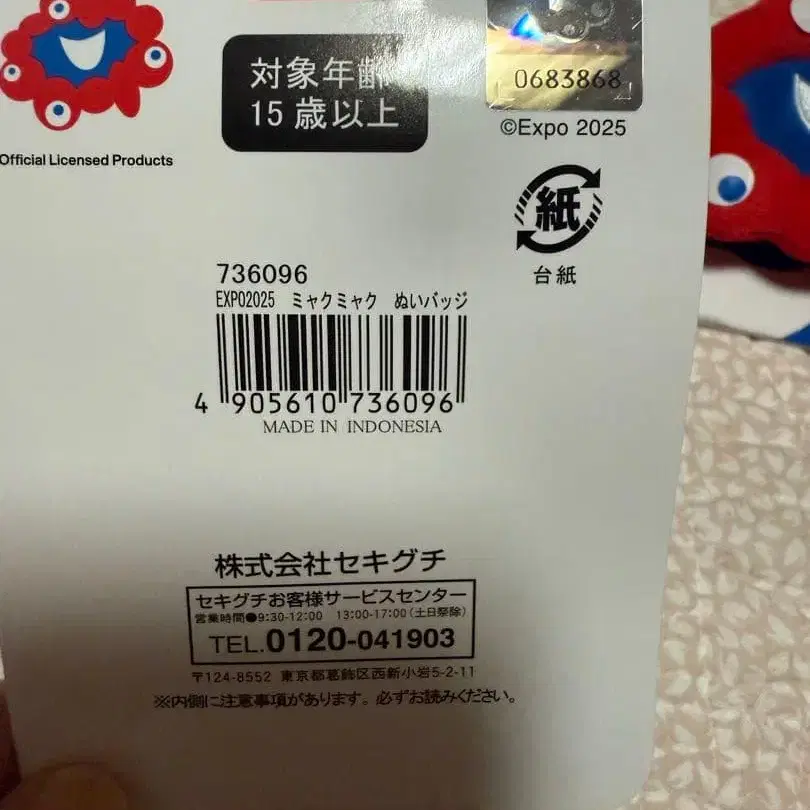 Official Licensed Products
対象年齢
15歳以上
0683868
©Expo 2025
紙
台紙
736096
EXPO2025 ミャクミャク ぬいバッジ
4 905610 736096
MADE IN INDONESIA
株式会社セキグチ
セキグチお客様サービスセンター
営業時間●9:30-12:00 13:00-17:00(土日祭除)
TEL.0120-041903
〒124-8552 東京都葛飾区西新小岩5-2-11
※内側に注意事項があります。必ずお読みください。